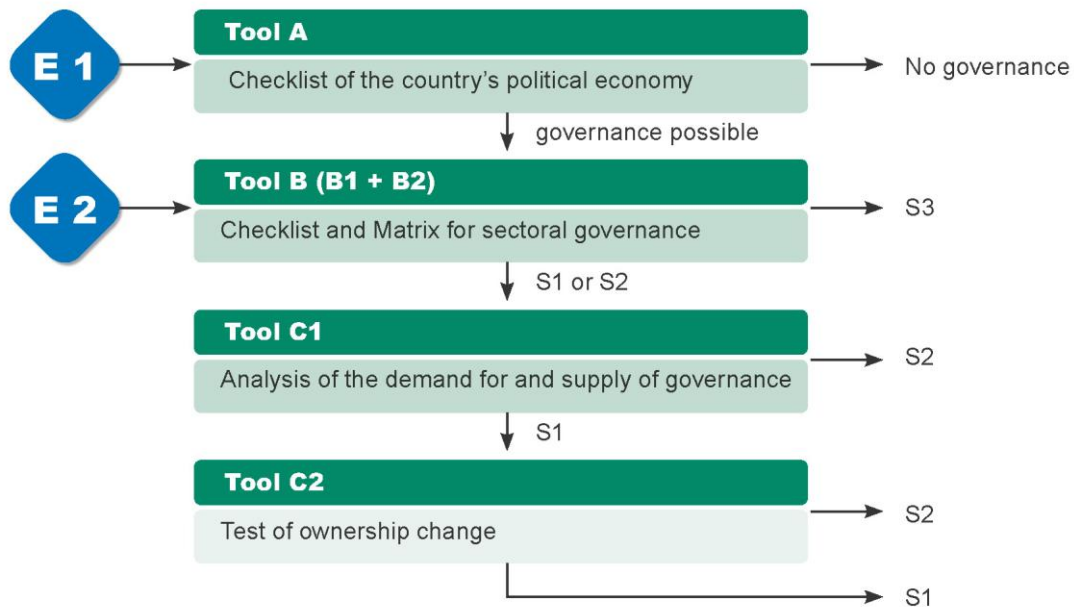 E 1
Tool A
Checklist of the country's political economy
No governance
governance possible
E 2
Tool B (B1 + B2)
Checklist and Matrix for sectoral governance
S3
S1 or S2
Tool C1
Analysis of the demand for and supply of governance
S2
S1
Tool C2
Test of ownership change
S2
S1